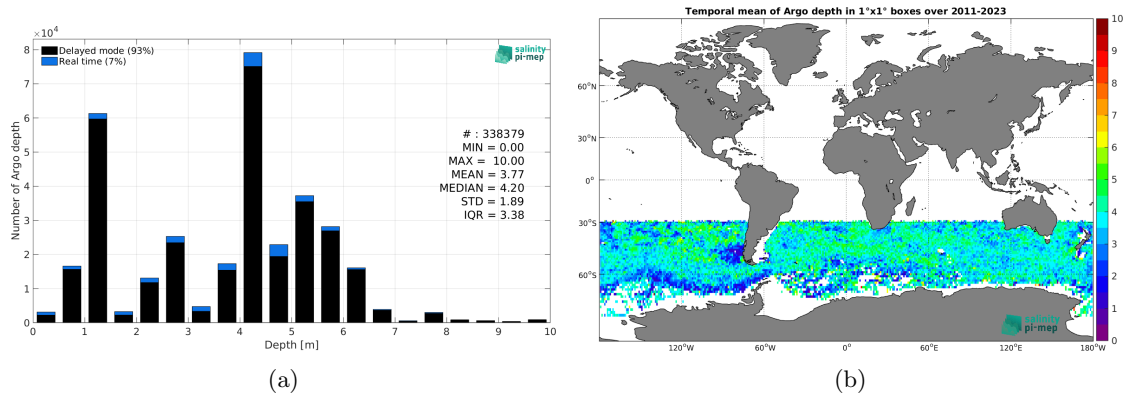 ×10⁴
Delayed mode (93%)
Real time (7%)
salinity
pi-mep
# : 338379
MIN = 0.00
MAX = 10.00
MEAN = 3.77
MEDIAN = 4.20
STD = 1.89
IQR = 3.38
8
7
6
5
4
3
2
1
0
Number of Argo depth
0 1 2 3 4 5 6 7 8 9 10
Depth [m]
(a)
Temporal mean of Argo depth in 1°x1° boxes over 2011-2023
60°N
30°N
0°
30°S
60°S
120°W 60°W 0° 60°E 120°E 180°W
salinity
pi-mep
10
9
8
7
6
5
4
3
2
1
0
(b)